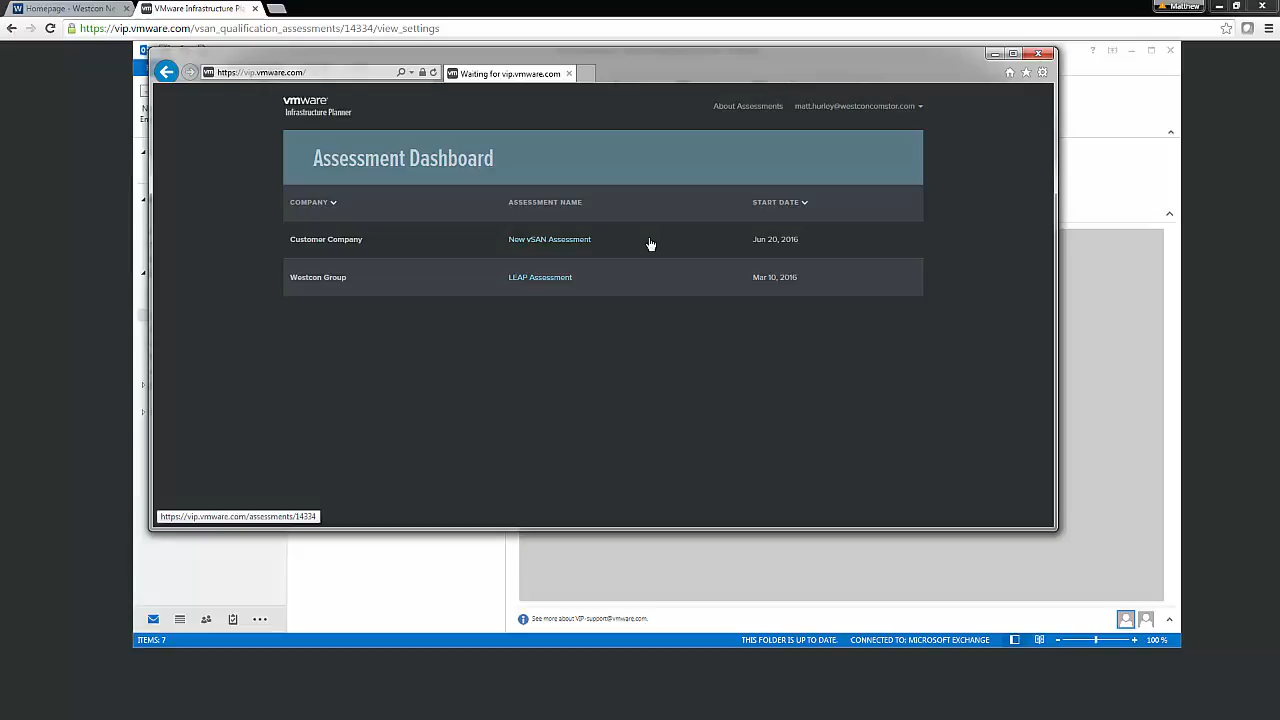 Homepage - Westcon Ne
VMware Infrastructure Pl
Matthew
https://vip.vmware.com/vsan_qualification_assessments/14334/view_settings
https://vip.vmware.com/
Waiting for vip.vmware.com
vmware
Infrastructure Planner
About Assessments
matt.hurley@westconcomstor.com
Assessment Dashboard
COMPANY
ASSESSMENT NAME
START DATE
Customer Company
New vSAN Assessment
Jun 20, 2016
Westcon Group
LEAP Assessment
Mar 10, 2016
https://vip.vmware.com/assessments/14334
See more about VIP-support@vmware.com.
ITEMS: 7
THIS FOLDER IS UP TO DATE.
CONNECTED TO: MICROSOFT EXCHANGE
100 %